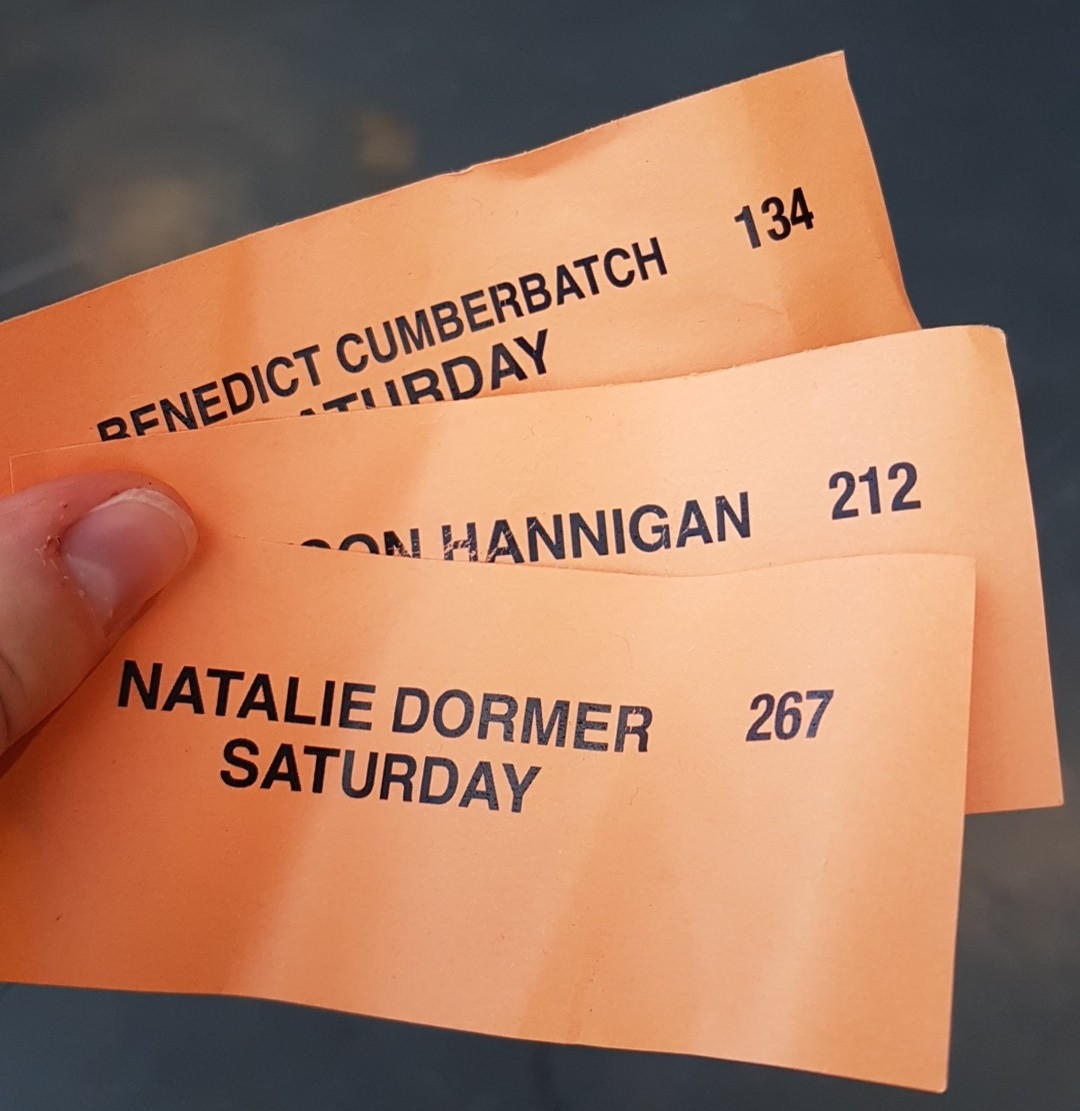 BENEDICT CUMBERBATCH 134
SATURDAY
HANNIGAN 212
NATALIE DORMER 267
SATURDAY